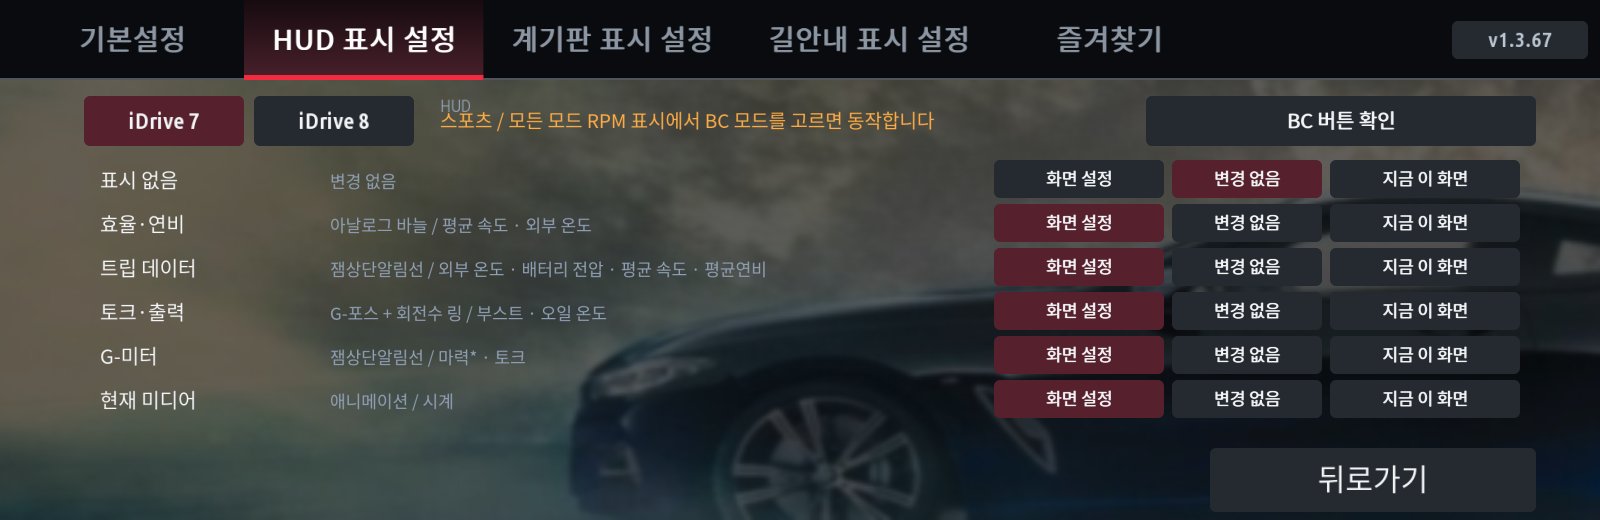 기본설정 HUD 표시 설정 계기판 표시 설정 길안내 표시 설정 즐겨찾기 v1.3.67
iDrive 7 iDrive 8 HUD
스포츠 / 모든 모드 RPM 표시에서 BC 모드를 고르면 동작합니다 BC 버튼 확인
표시 없음 변경 없음 화면 설정 변경 없음 지금 이 화면
효율·연비 아날로그 바늘 / 평균 속도 · 외부 온도 화면 설정 변경 없음 지금 이 화면
트립 데이터 잼상단알림선 / 외부 온도 · 배터리 전압 · 평균 속도 · 평균연비 화면 설정 변경 없음 지금 이 화면
토크·출력 G-포스 + 회전수 링 / 부스트 · 오일 온도 화면 설정 변경 없음 지금 이 화면
G-미터 잼상단알림선 / 마력* · 토크 화면 설정 변경 없음 지금 이 화면
현재 미디어 애니메이션 / 시계 화면 설정 변경 없음 지금 이 화면
뒤로가기